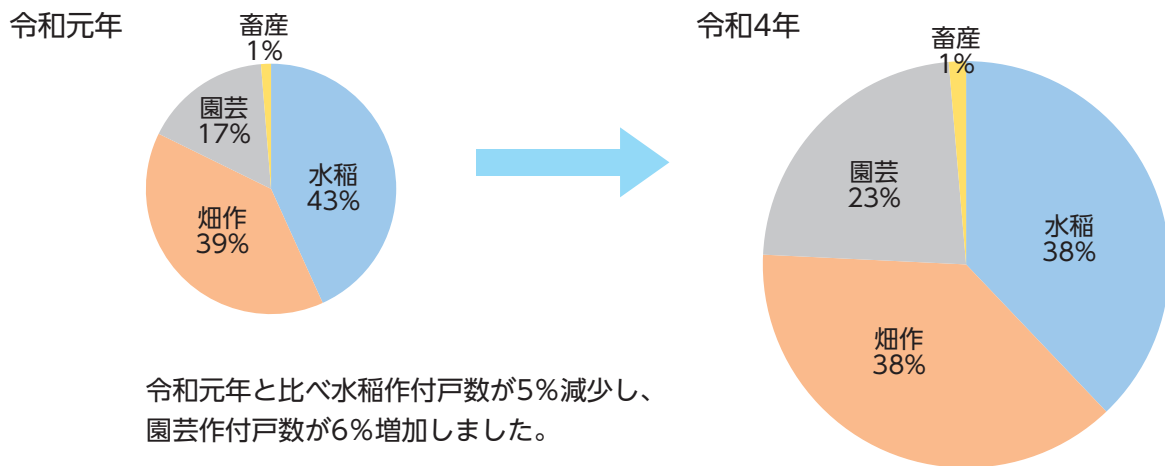 令和元年
畜産
1%
園芸
17%
水稲
43%
畑作
39%
令和4年
畜産
1%
園芸
23%
水稲
38%
畑作
38%
令和元年と比べ水稲作付戸数が5%減少し、
園芸作付戸数が6%増加しました。